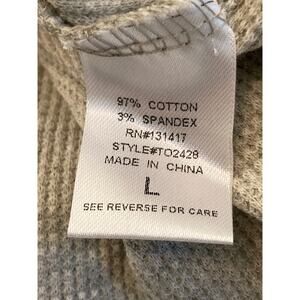 97% COTTON
3% SPANDEX
RN#131417
STYLE#TO2428
MADE IN CHINA
L
SEE REVERSE FOR CARE